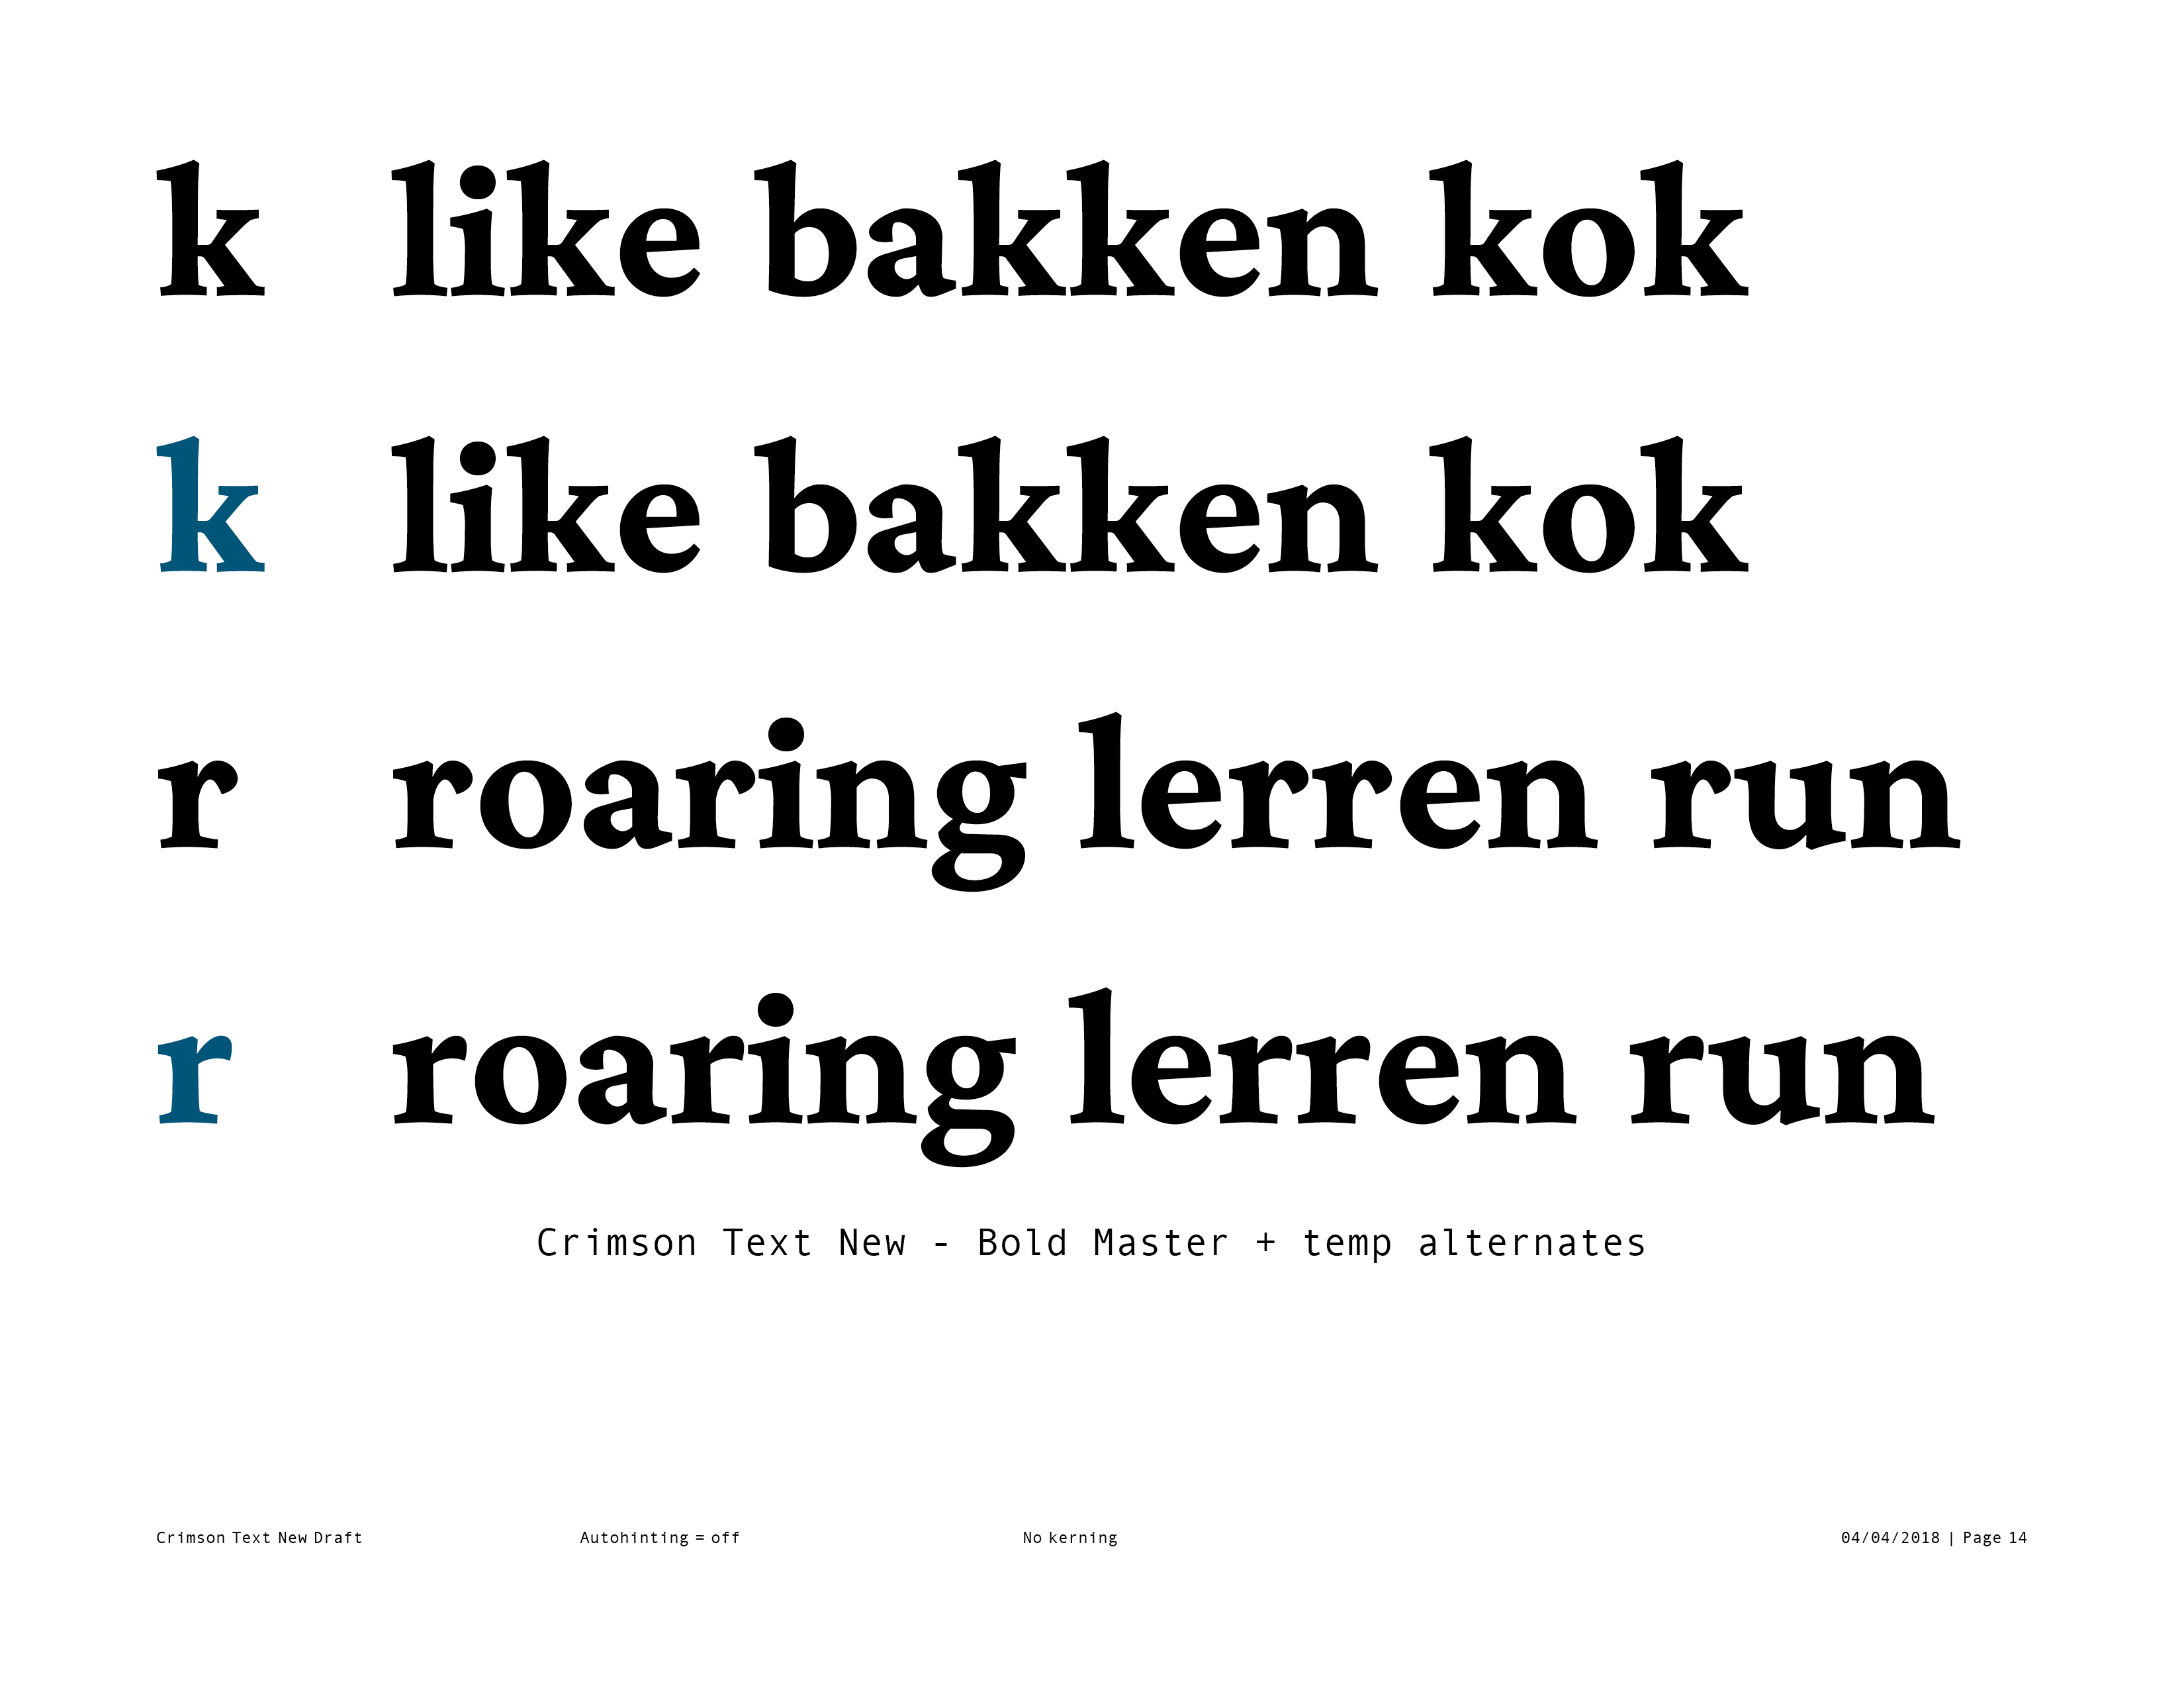 k like bakken kok
k like bakken kok
r roaring lerren run
r roaring lerren run
Crimson Text New - Bold Master + temp alternates
Crimson Text New Draft Autohinting = off No kerning 04/04/2018 | Page 14